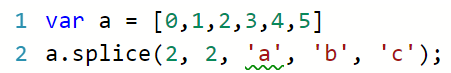 1 var a = [0,1,2,3,4,5]
2 a.splice(2, 2, 'a', 'b', 'c');